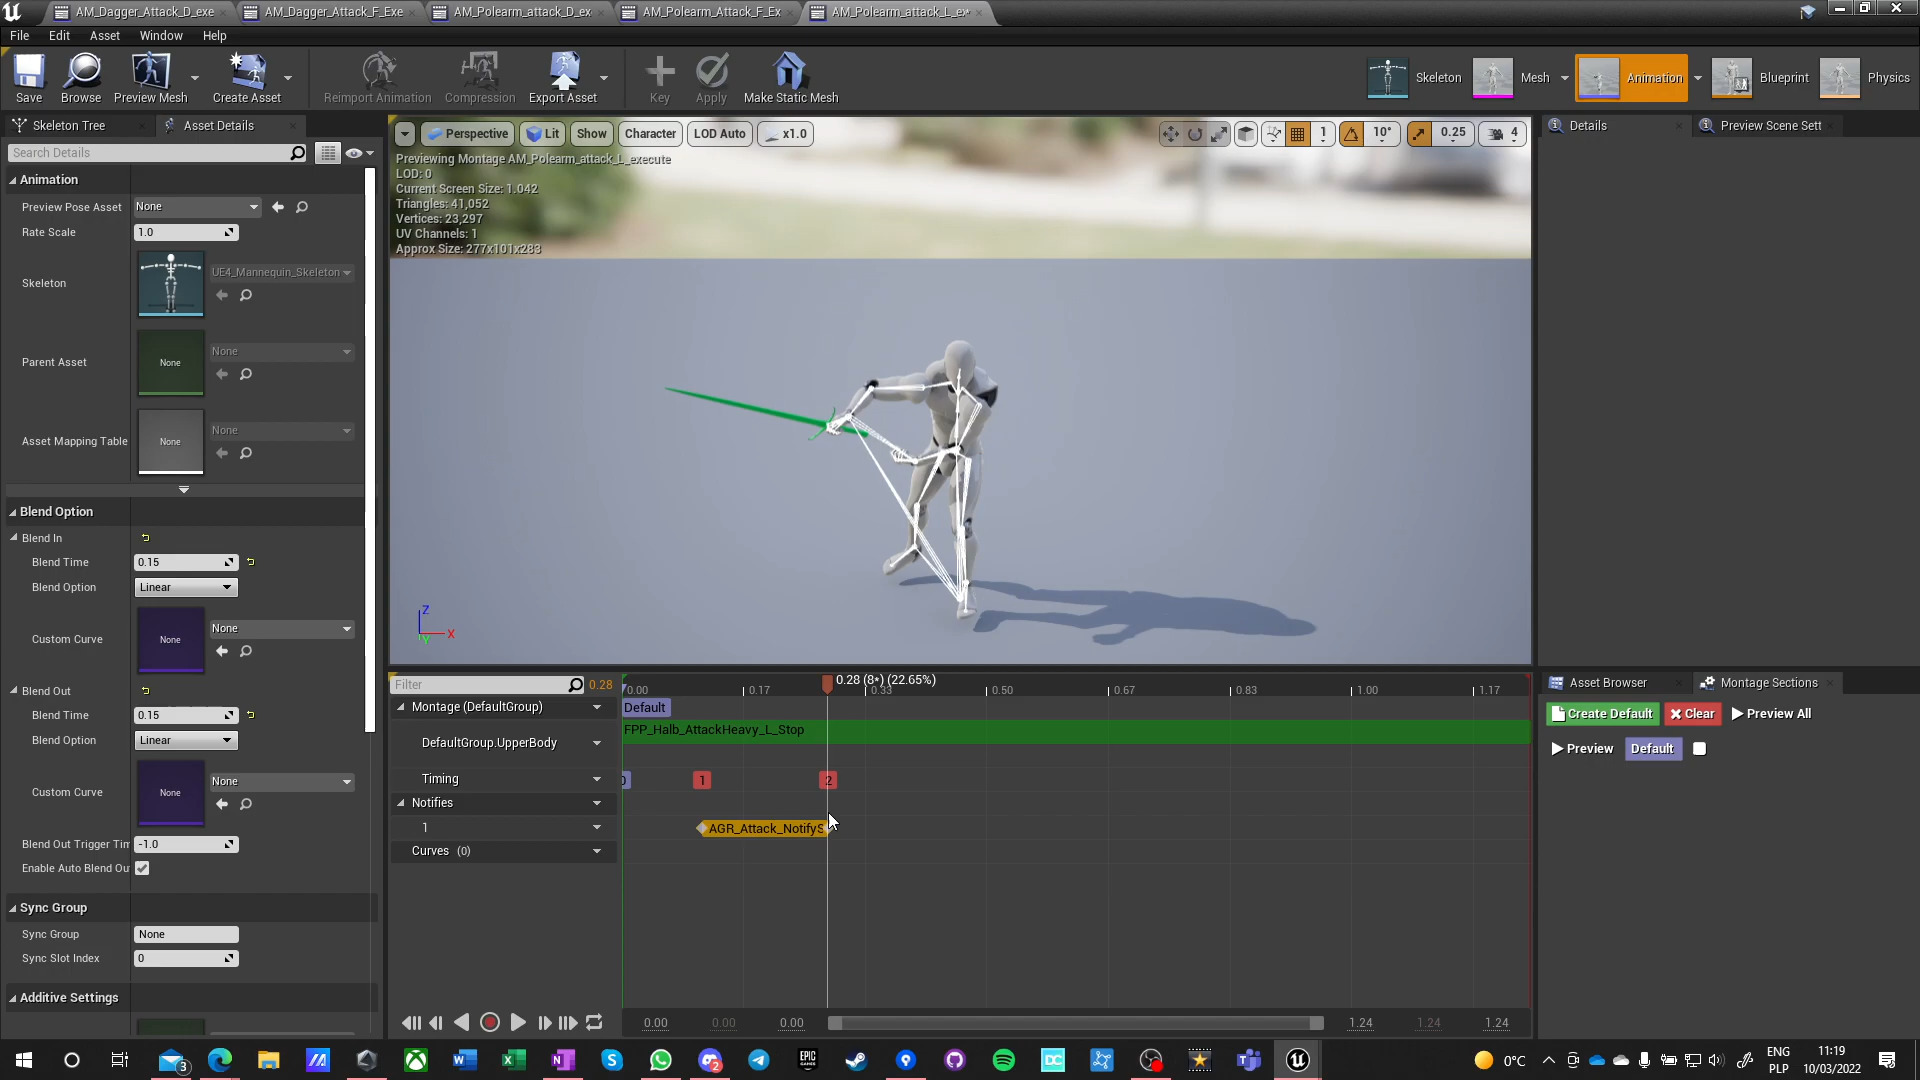 AM_Dagger_Attack_D_exe
AM_Dagger_Attack_F_Exe
AM_Polearm_attack_D_ex
AM_Polearm_Attack_F_Ex
AM_Polearm_attack_L_ex*
File Edit Asset Window Help
Save
Browse
Preview Mesh
Create Asset
Reimport Animation
Compression
Export Asset
Key
Apply
Make Static Mesh
Skeleton
Mesh
Animation
Blueprint
Physics
Skeleton Tree
Asset Details
Search Details
Animation
Preview Pose Asset None
Rate Scale 1.0
Skeleton UE4_Mannequin_Skeleton
Parent Asset None None
Asset Mapping Table None None
Blend Option
Blend In
Blend Time 0.15
Blend Option Linear
Custom Curve None None
Blend Out
Blend Time 0.15
Blend Option Linear
Custom Curve None None
Blend Out Trigger Tim -1.0
Enable Auto Blend Ou
Sync Group
Sync Group None
Sync Slot Index 0
Additive Settings
Perspective Lit Show Character LOD Auto x1.0
1 10° 0.25 4
Previewing Montage AM_Polearm_attack_L_execute
LOD: 0
Current Screen Size: 1.042
Triangles: 41,052
Vertices: 23,297
UV Channels: 1
Approx Size: 277x101x283
Z
X
Y
Filter 0.28
0.28 (8*) (22.65%)
0.00 0.17 0.33 0.50 0.67 0.83 1.00 1.17
Montage (DefaultGroup)
Default
FPP_Halb_AttackHeavy_L_Stop
DefaultGroup.UpperBody
Timing
0 1 2
Notifies
1
AGR_Attack_NotifyS
Curves (0)
0.00 0.00 0.00 1.24 1.24 1.24
Details
Preview Scene Sett
Asset Browser
Montage Sections
Create Default
Clear
Preview All
Preview Default
3
2
DC
0°C
ENG
PLP
11:19
10/03/2022